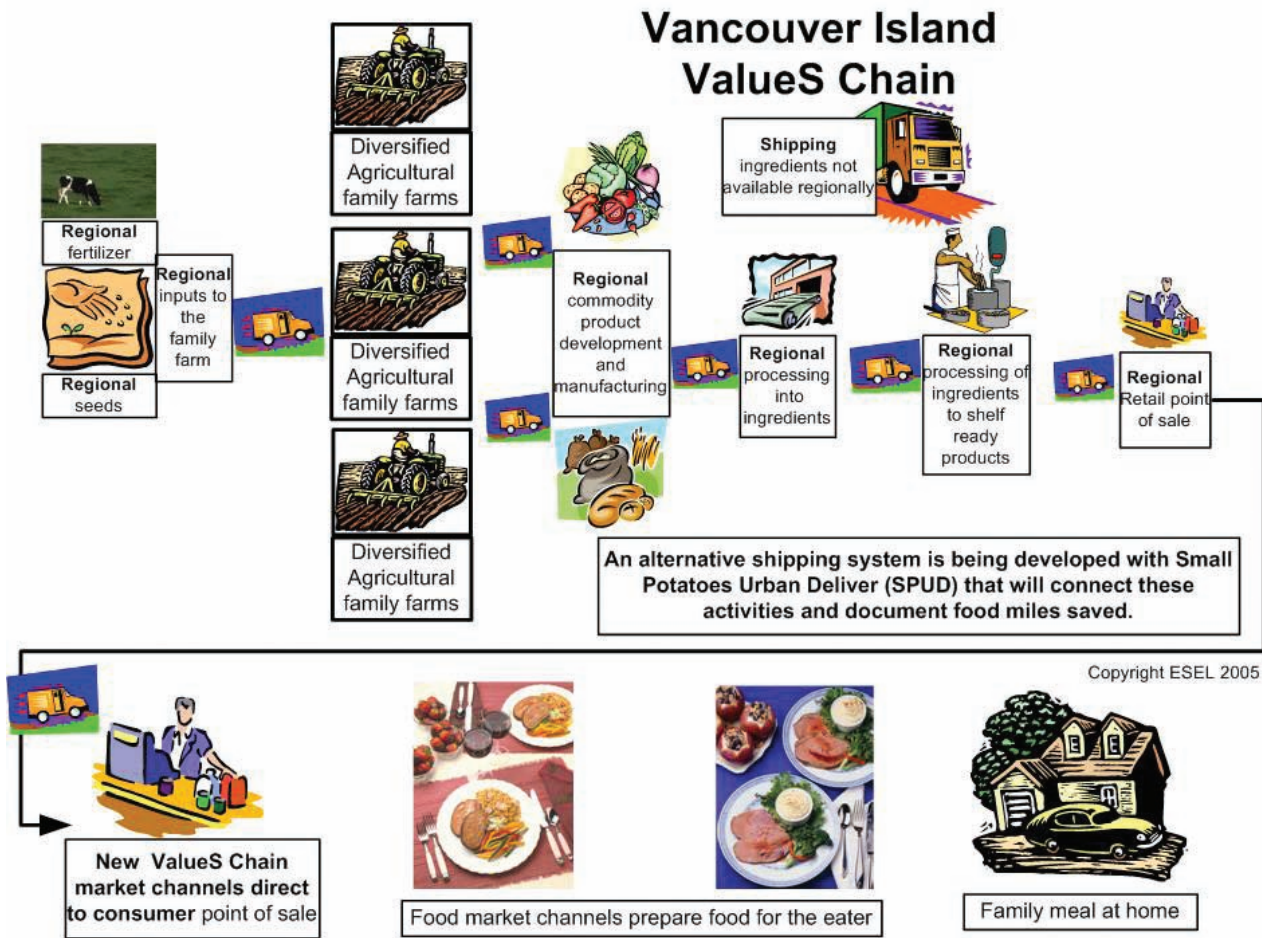 Vancouver Island
ValueS Chain
Shipping
ingredients not
available regionally
Diversified
Agricultural
family farms
Regional
fertilizer
Regional
inputs to
the
family
farm
Regional
seeds
Diversified
Agricultural
family farms
Diversified
Agricultural
family farms
Regional
commodity
product
development
and
manufacturing
Regional
processing
into
ingredients
Regional
processing of
ingredients
to shelf
ready
products
Regional
Retail point
of sale
An alternative shipping system is being developed with Small
Potatoes Urban Deliver (SPUD) that will connect these
activities and document food miles saved.
Copyright ESEL 2005
New ValueS Chain
market channels direct
to consumer point of sale
Food market channels prepare food for the eater
Family meal at home